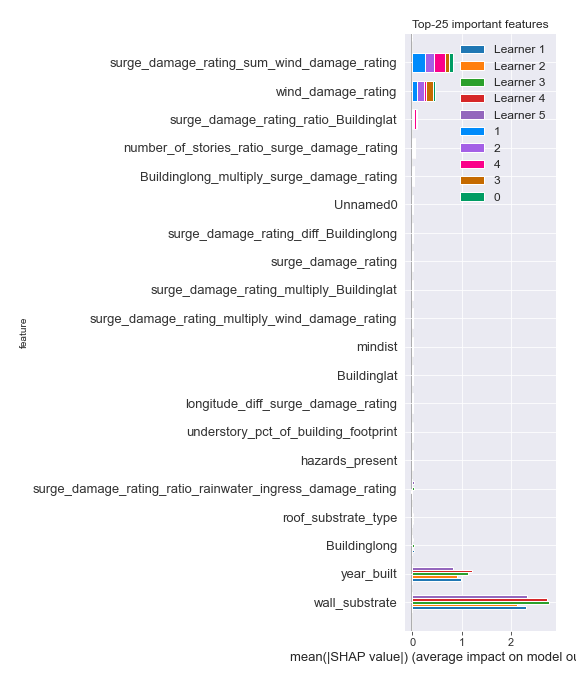 Top-25 important features
surge_damage_rating_sum_wind_damage_rating
wind_damage_rating
surge_damage_rating_ratio_Buildinglat
number_of_stories_ratio_surge_damage_rating
Buildinglong_multiply_surge_damage_rating
Unnamed0
surge_damage_rating_diff_Buildinglong
surge_damage_rating
surge_damage_rating_multiply_Buildinglat
surge_damage_rating_multiply_wind_damage_rating
mindist
Buildinglat
longitude_diff_surge_damage_rating
understory_pct_of_building_footprint
hazards_present
surge_damage_rating_ratio_rainwater_ingress_damage_rating
roof_substrate_type
Buildinglong
year_built
wall_substrate
feature
Learner 1
Learner 2
Learner 3
Learner 4
Learner 5
1
2
4
3
0
0 1 2
mean(|SHAP value|) (average impact on model ou